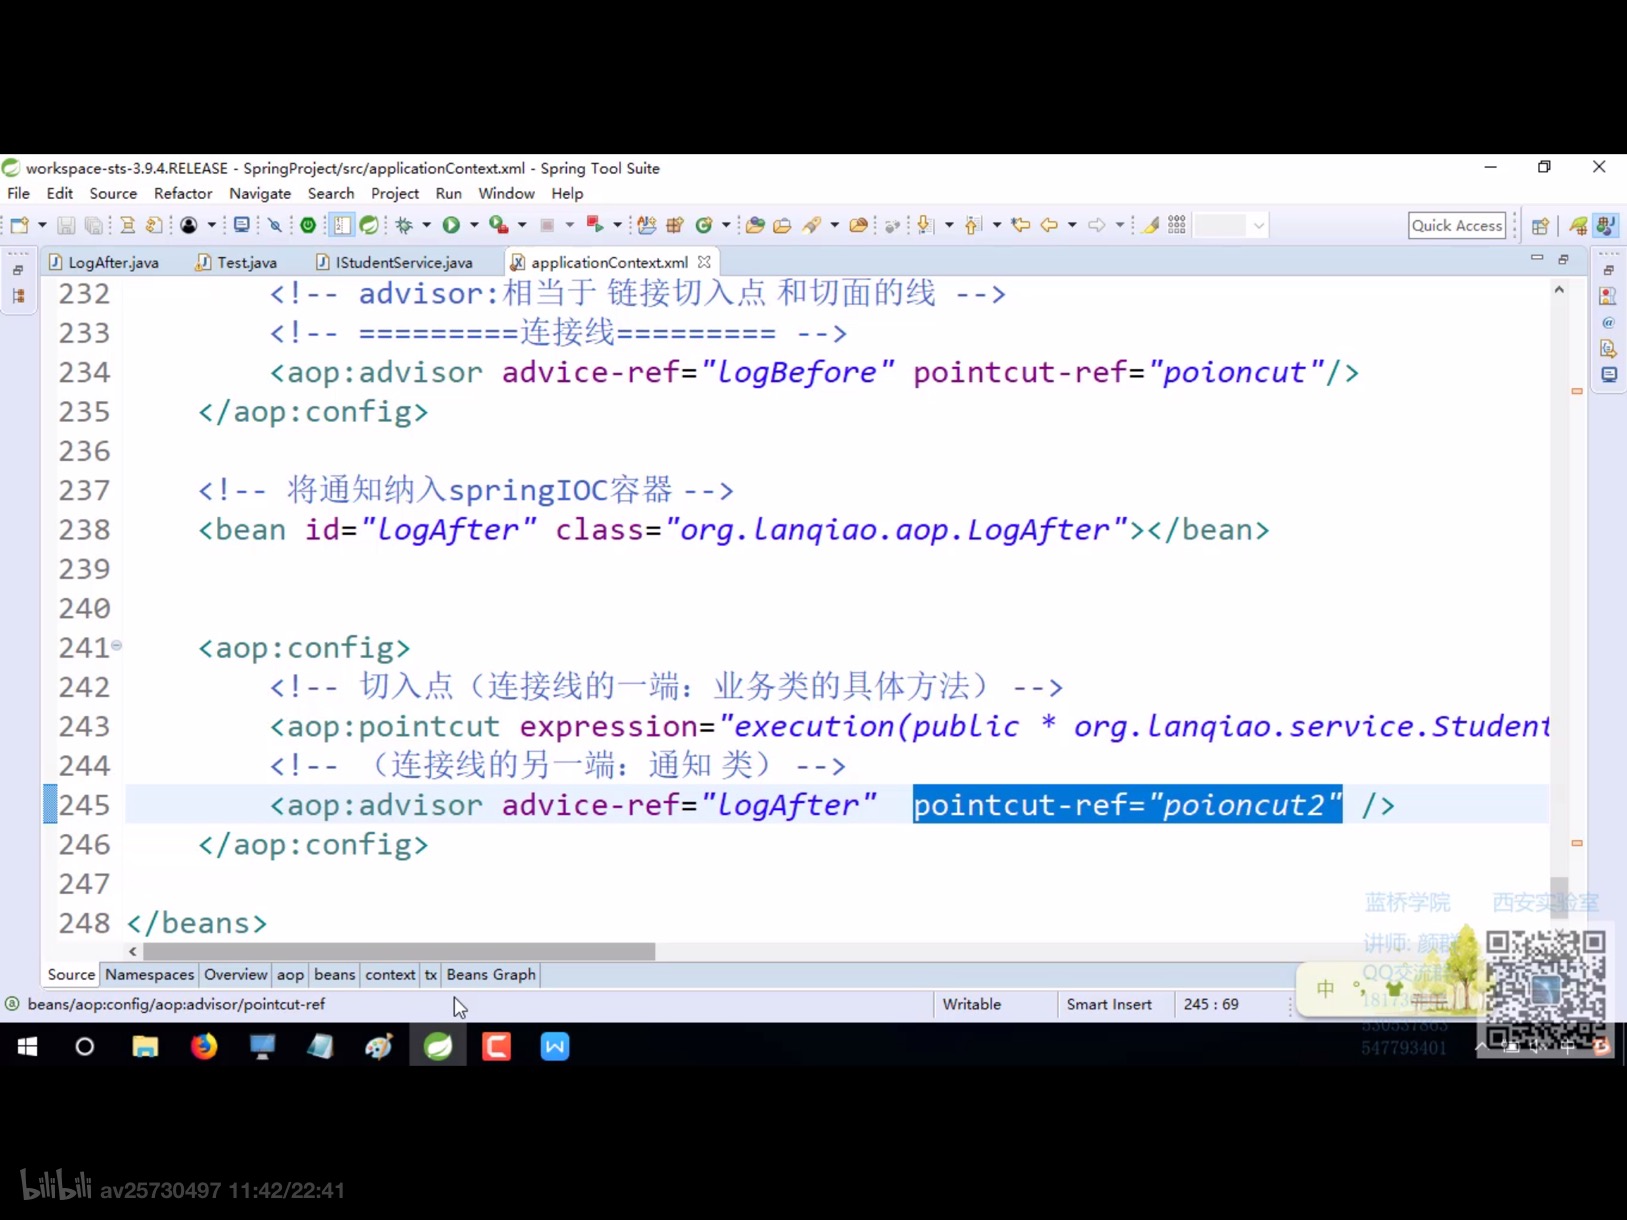 workspace-sts-3.9.4.RELEASE - SpringProject/src/applicationContext.xml - Spring Tool Suite
File Edit Source Refactor Navigate Search Project Run Window Help
Quick Access
LogAfter.java Test.java IStudentService.java applicationContext.xml
232 <!-- advisor:相当于 链接切入点 和切面的线 -->
233 <!-- =========连接线========= -->
234 <aop:advisor advice-ref="logBefore" pointcut-ref="poioncut"/>
235 </aop:config>
236
237 <!-- 将通知纳入springIOC容器 -->
238 <bean id="logAfter" class="org.lanqiao.aop.LogAfter"></bean>
239
240
241 <aop:config>
242 <!-- 切入点（连接线的一端：业务类的具体方法） -->
243 <aop:pointcut expression="execution(public * org.lanqiao.service.Student
244 <!-- （连接线的另一端：通知 类） -->
245 <aop:advisor advice-ref="logAfter" pointcut-ref="poioncut2" />
246 </aop:config>
247
248 </beans>
蓝桥学院 西安实验室
讲师: 颜群
QQ交流群
547793401
Source Namespaces Overview aop beans context tx Beans Graph
中
beans/aop:config/aop:advisor/pointcut-ref Writable Smart Insert 245 : 69
bilibili av25730497 11:42/22:41